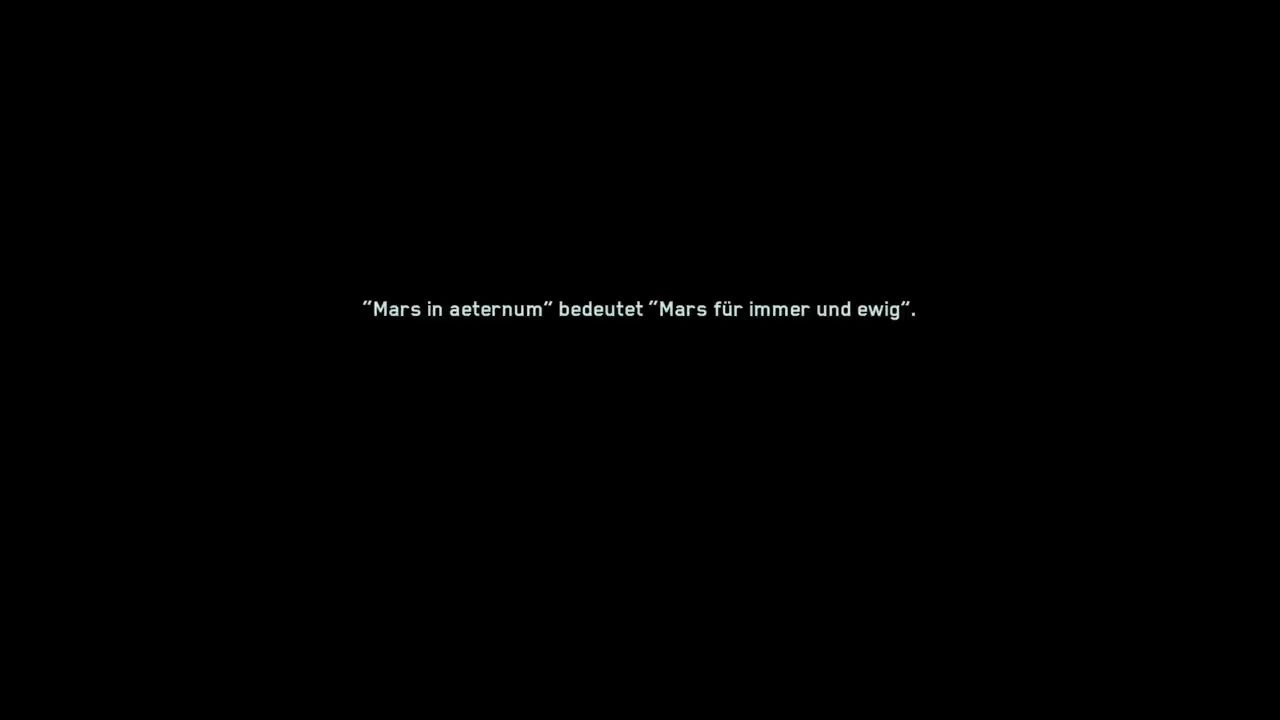 “Mars in aeternum” bedeutet “Mars für immer und ewig”.